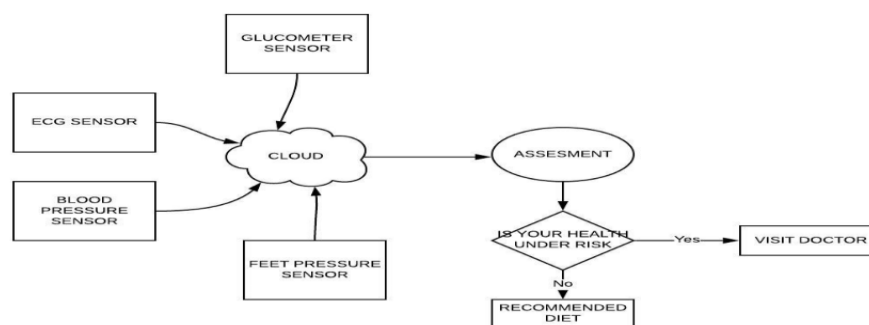 GLUCOMETER
SENSOR
ECG SENSOR
CLOUD
ASSESMENT
BLOOD
PRESSURE
SENSOR
FEET PRESSURE
SENSOR
IS YOUR HEALTH
UNDER RISK
Yes
VISIT DOCTOR
No
RECOMMENDED
DIET